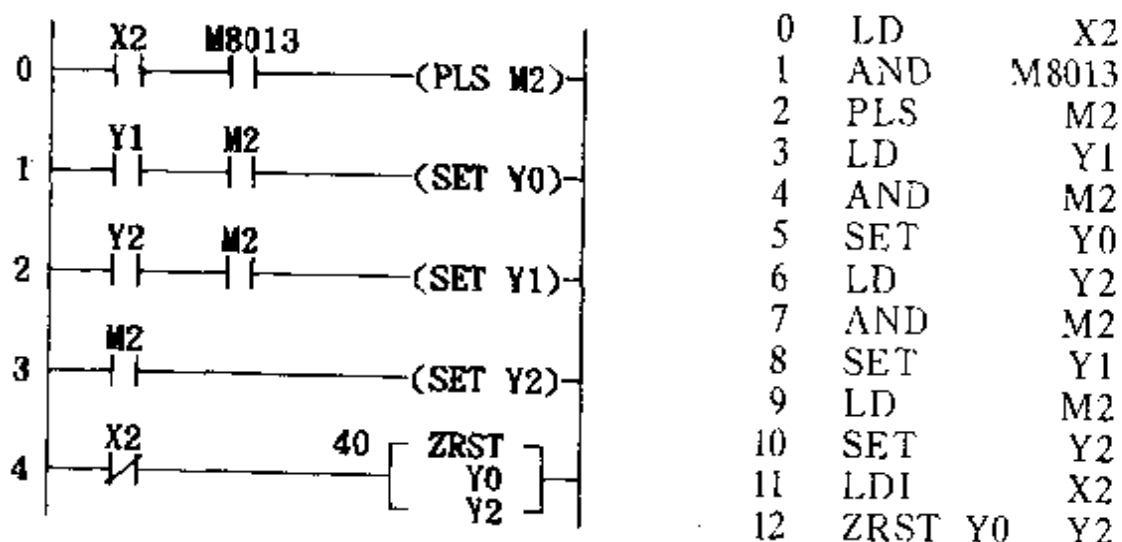 X2 M8013
0 (PLS M2)
Y1 M2
1 (SET Y0)
Y2 M2
2 (SET Y1)
M2
3 (SET Y2)
X2 40 ZRST
4 Y0
Y2
0 LD X2
1 AND M8013
2 PLS M2
3 LD Y1
4 AND M2
5 SET Y0
6 LD Y2
7 AND M2
8 SET Y1
9 LD M2
10 SET Y2
11 LDI X2
12 ZRST Y0 Y2